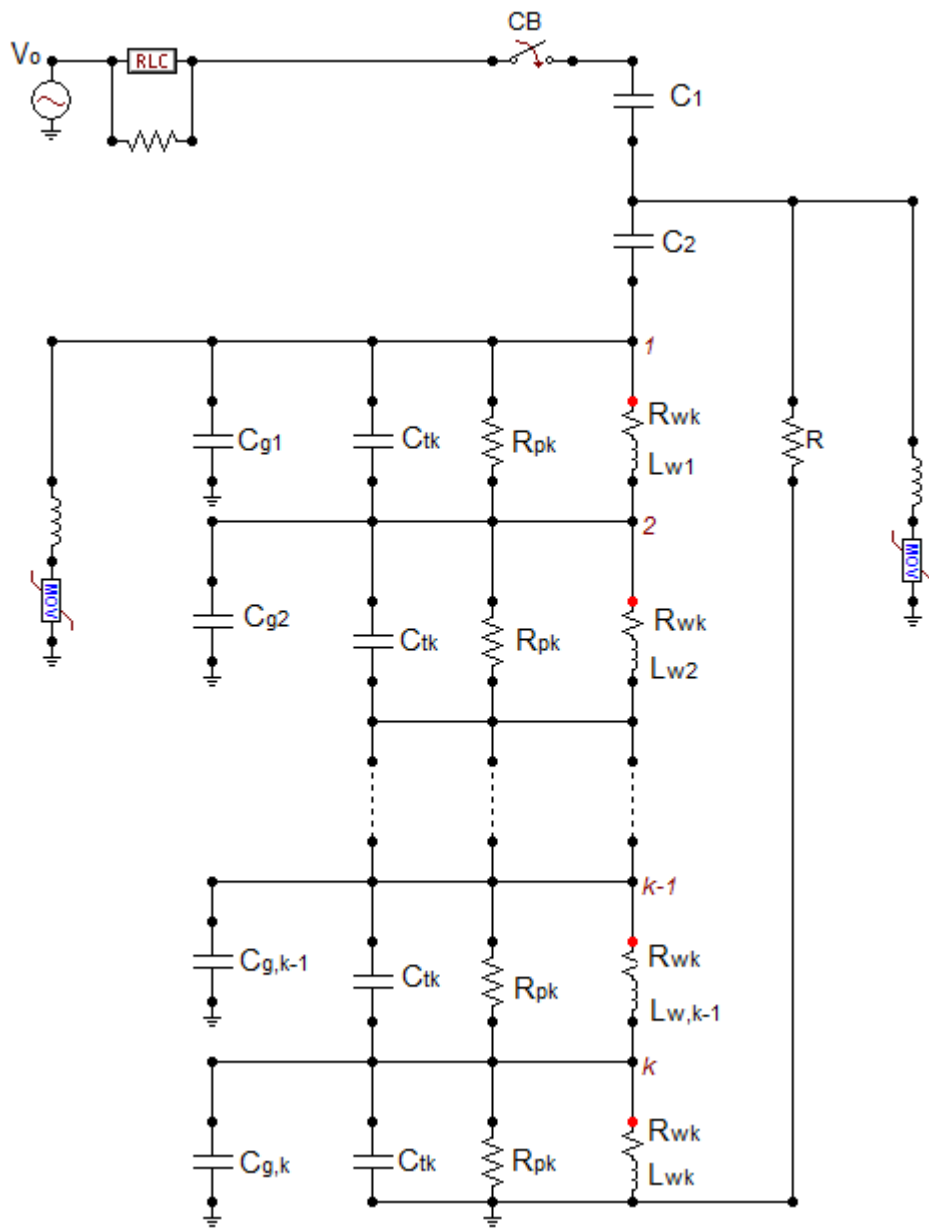 CB
Vo
RLC
C1
C2
1
Rwk
Cg1
Ctk
Rpk
R
Lw1
2
MOV
MOV
Rwk
Cg2
Ctk
Rpk
Lw2
k-1
Rwk
Cg,k-1
Ctk
Rpk
Lw,k-1
k
Rwk
Cg,k
Ctk
Rpk
Lwk